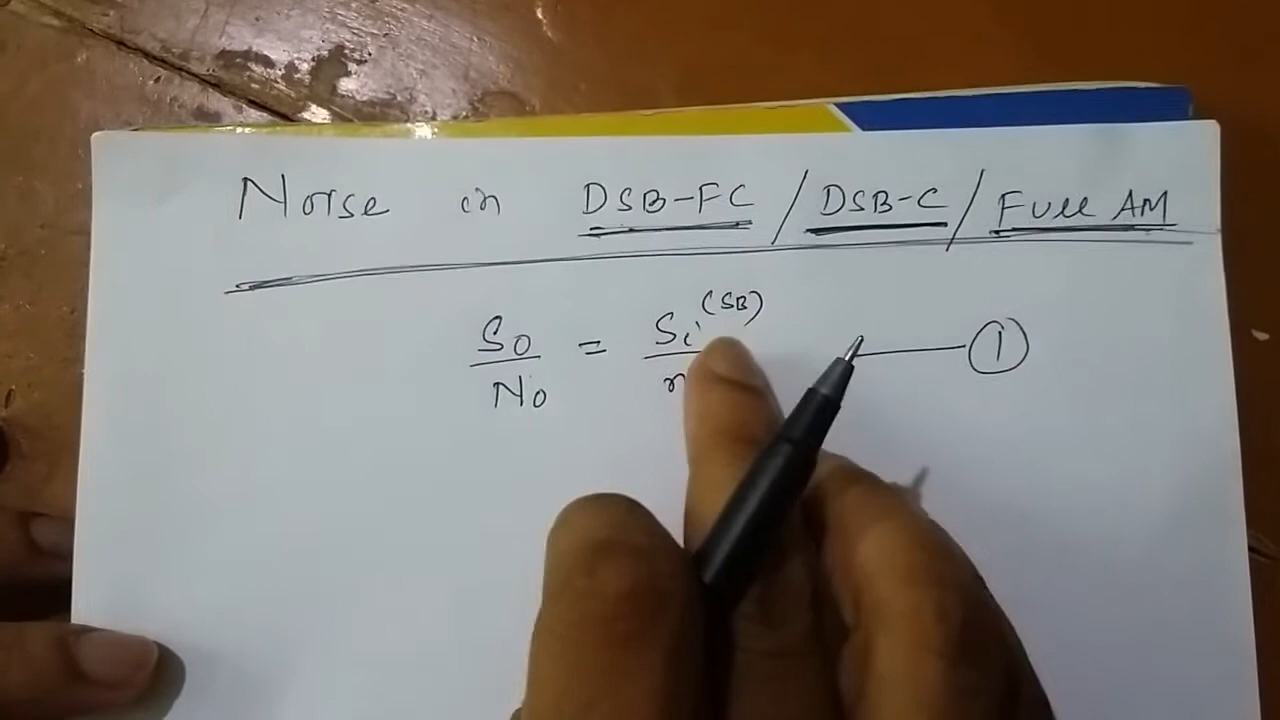 Noise in DSB-FC / DSB-C / Full AM
So = Si (SB) 1
No